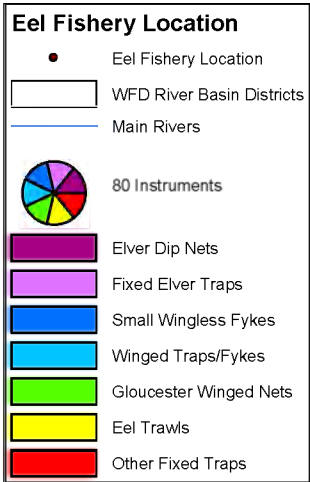 Eel Fishery Location
Eel Fishery Location
WFD River Basin Districts
Main Rivers
80 Instruments
Elver Dip Nets
Fixed Elver Traps
Small Wingless Fykes
Winged Traps/Fykes
Gloucester Winged Nets
Eel Trawls
Other Fixed Traps